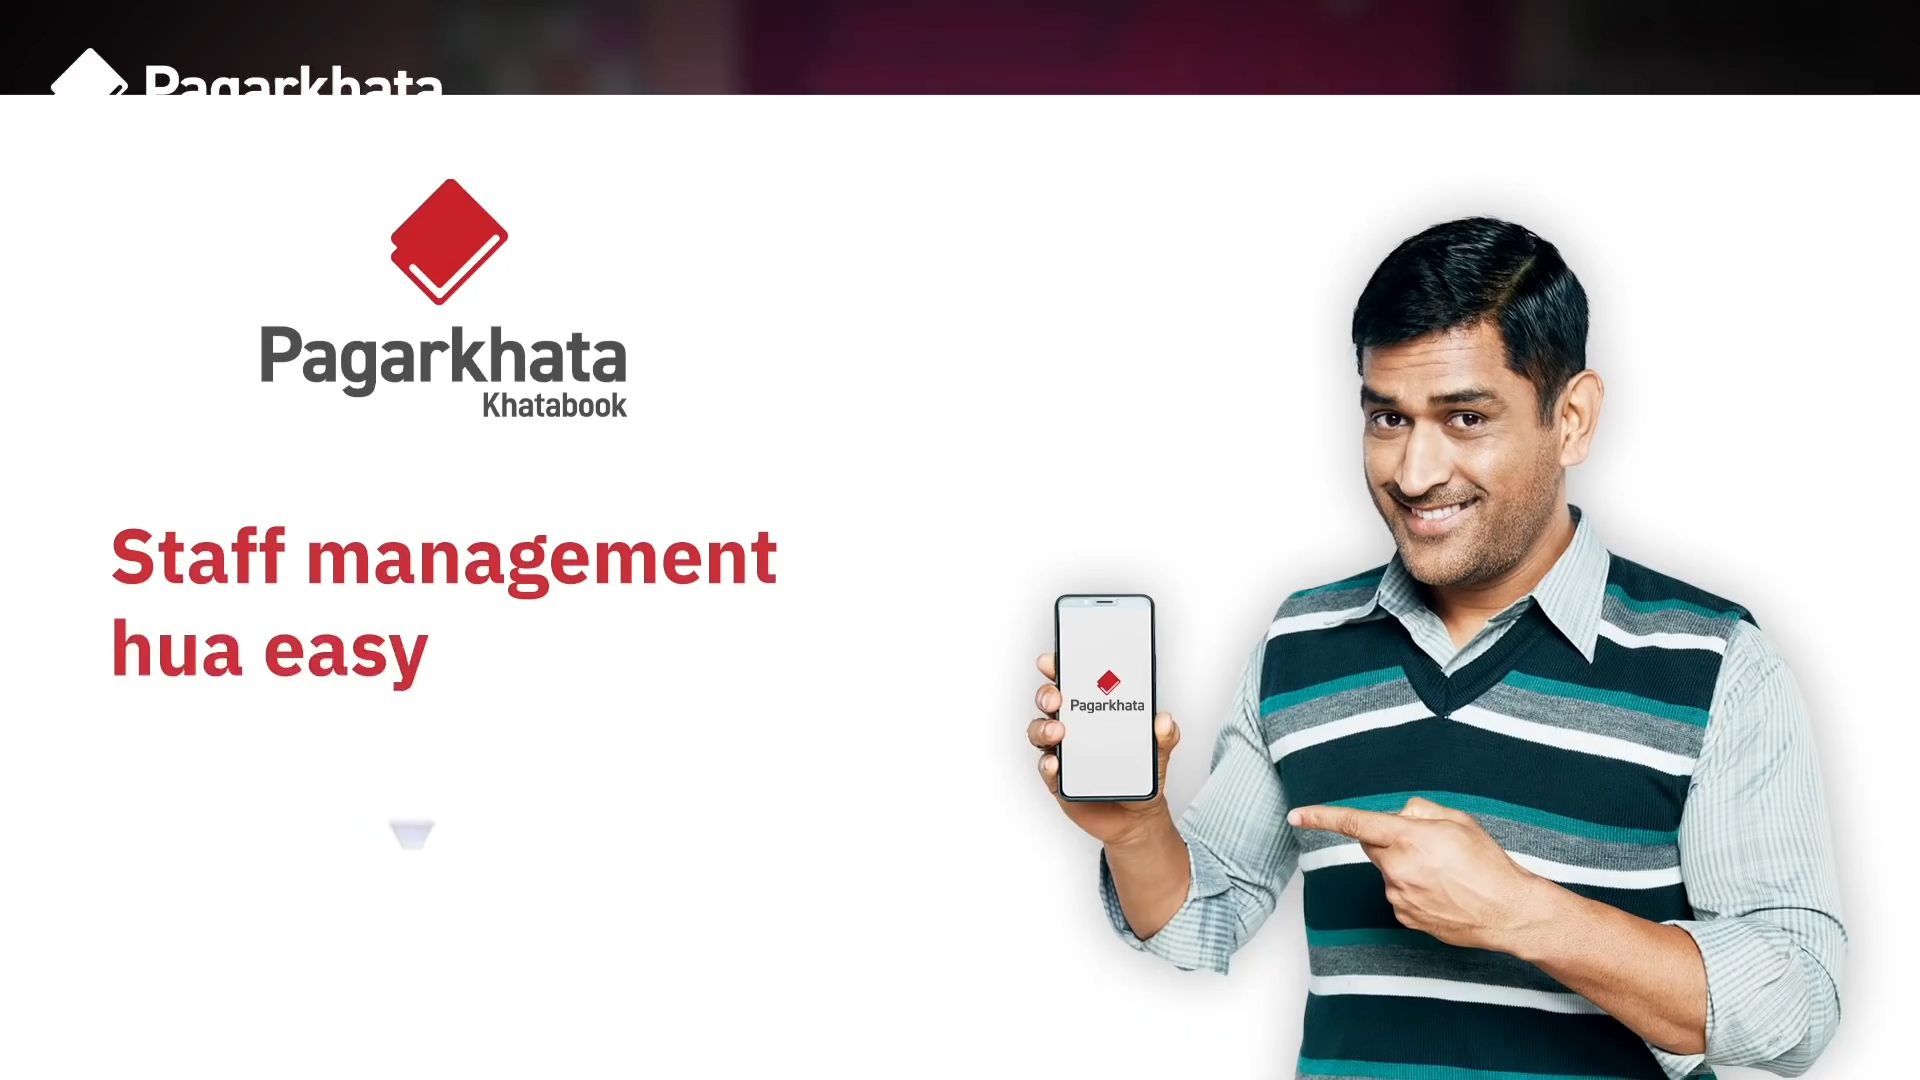 Pagarkhata
Pagarkhata
Khatabook
Staff management
hua easy
Pagarkhata